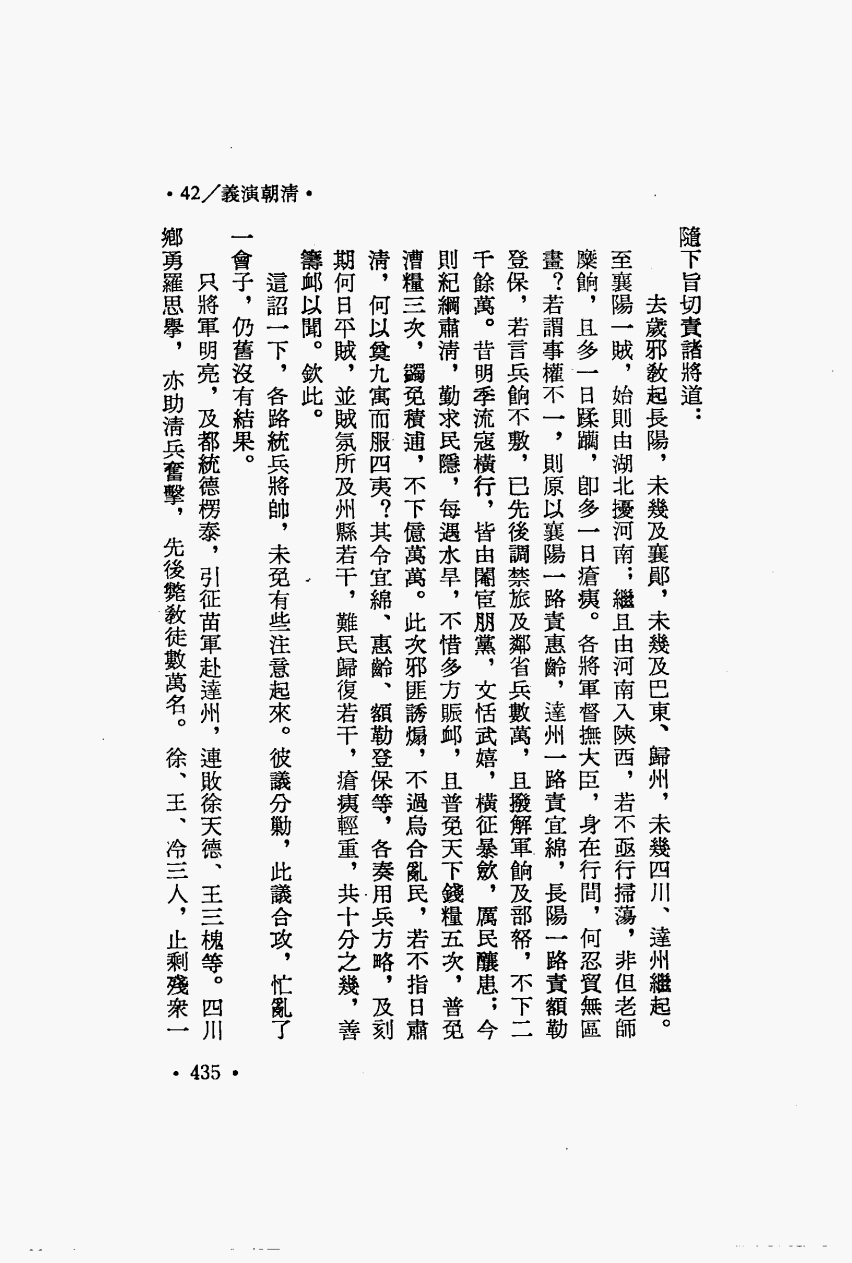 •42／義演朝清•
隨下旨切責諸將道：
去歲邪教起長陽，未幾及襄鄖，未幾及巴東、歸州，未幾四川、達州繼起。
至襄陽一賊，始則由湖北擾河南；繼且由河南入陝西，若不亟行掃蕩，非但老師
糜餉，且多一日蹂躪，卽多一日瘡痍。各將軍督撫大臣，身在行間，何忍貿無區
畫？若謂事權不一，則原以襄陽一路責惠齡，達州一路責宜綿，長陽一路責額勒
登保，若言兵餉不敷，已先後調禁旅及鄰省兵數萬，且撥解軍餉及部帑，不下二
千餘萬。昔明季流寇橫行，皆由閹宦朋黨，文恬武嬉，橫征暴斂，厲民釀患；今
則紀綱肅清，勤求民隱，每遇水旱，不惜多方賑卹，且普免天下錢糧五次，普免
漕糧三次，蠲免積逋，不下億萬萬。此次邪匪誘煽，不過烏合亂民，若不指日肅
清，何以奠九寓而服四夷？其令宜綿、惠齡、額勒登保等，各奏用兵方略，及刻
期何日平賊，並賊氛所及州縣若干，難民歸復若干，瘡痍輕重，共十分之幾，善
籌卹以聞。欽此。
這詔一下，各路統兵將帥，未免有些注意起來。彼議分勦，此議合攻，忙亂了
一會子，仍舊沒有結果。
只將軍明亮，及都統德楞泰，引征苗軍赴達州，連敗徐天德、王三槐等。四川
鄉勇羅思擧，亦助清兵奮擊，先後斃教徒數萬名。徐、王、冷三人，止剩殘衆一
•435•